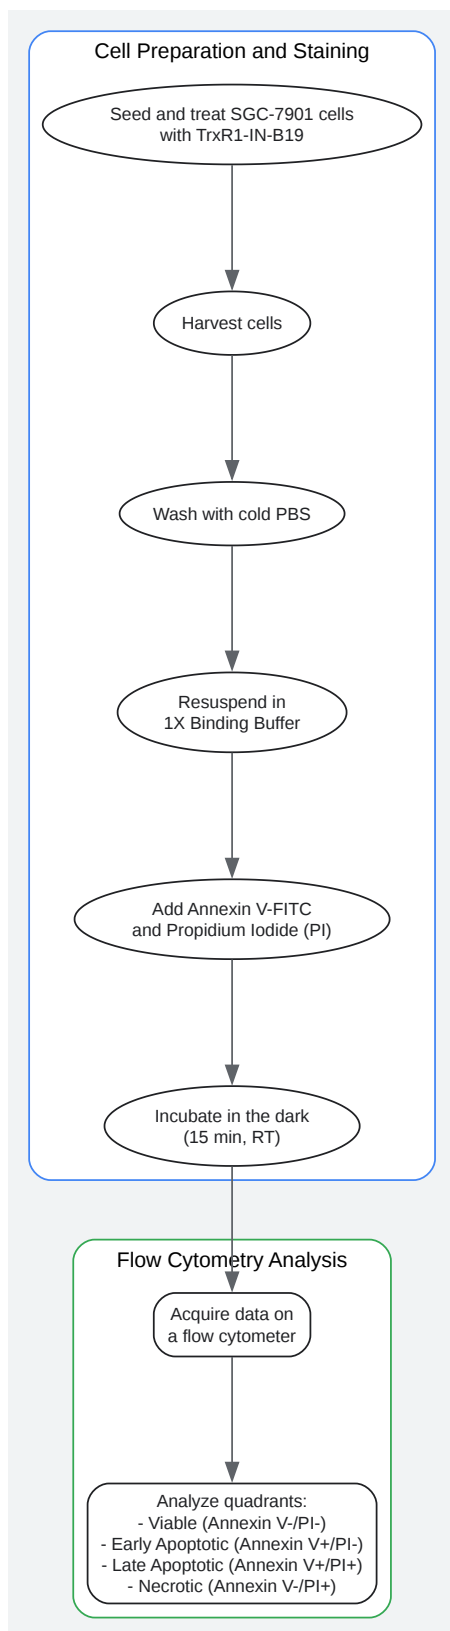 Cell Preparation and Staining
Seed and treat SGC-7901 cells
with TrxR1-IN-B19
Harvest cells
Wash with cold PBS
Resuspend in
1X Binding Buffer
Add Annexin V-FITC
and Propidium Iodide (PI)
Incubate in the dark
(15 min, RT)
Flow Cytometry Analysis
Acquire data on
a flow cytometer
Analyze quadrants:
- Viable (Annexin V-/PI-)
- Early Apoptotic (Annexin V+/PI-)
- Late Apoptotic (Annexin V+/PI+)
- Necrotic (Annexin V-/PI+)